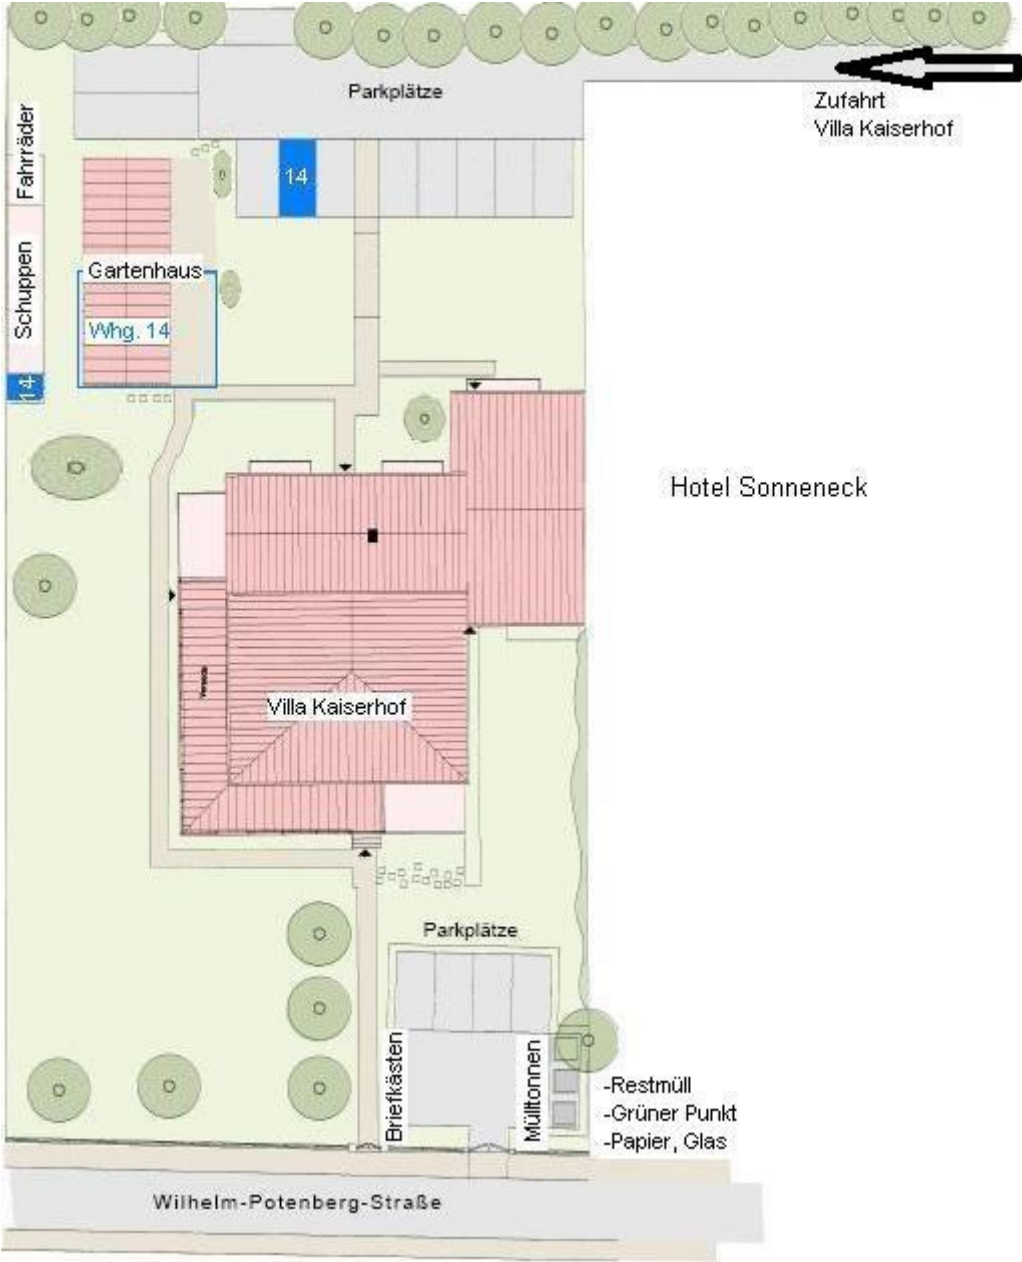 Parkplätze
Zufahrt
Villa Kaiserhof
Fahrräder
14
Schuppen
Gartenhaus
Whg. 14
14
Hotel Sonneneck
Villa Kaiserhof
Parkplätze
Briefkästen
Mülltonnen
-Restmüll
-Grüner Punkt
-Papier, Glas
Wilhelm-Potenberg-Straße